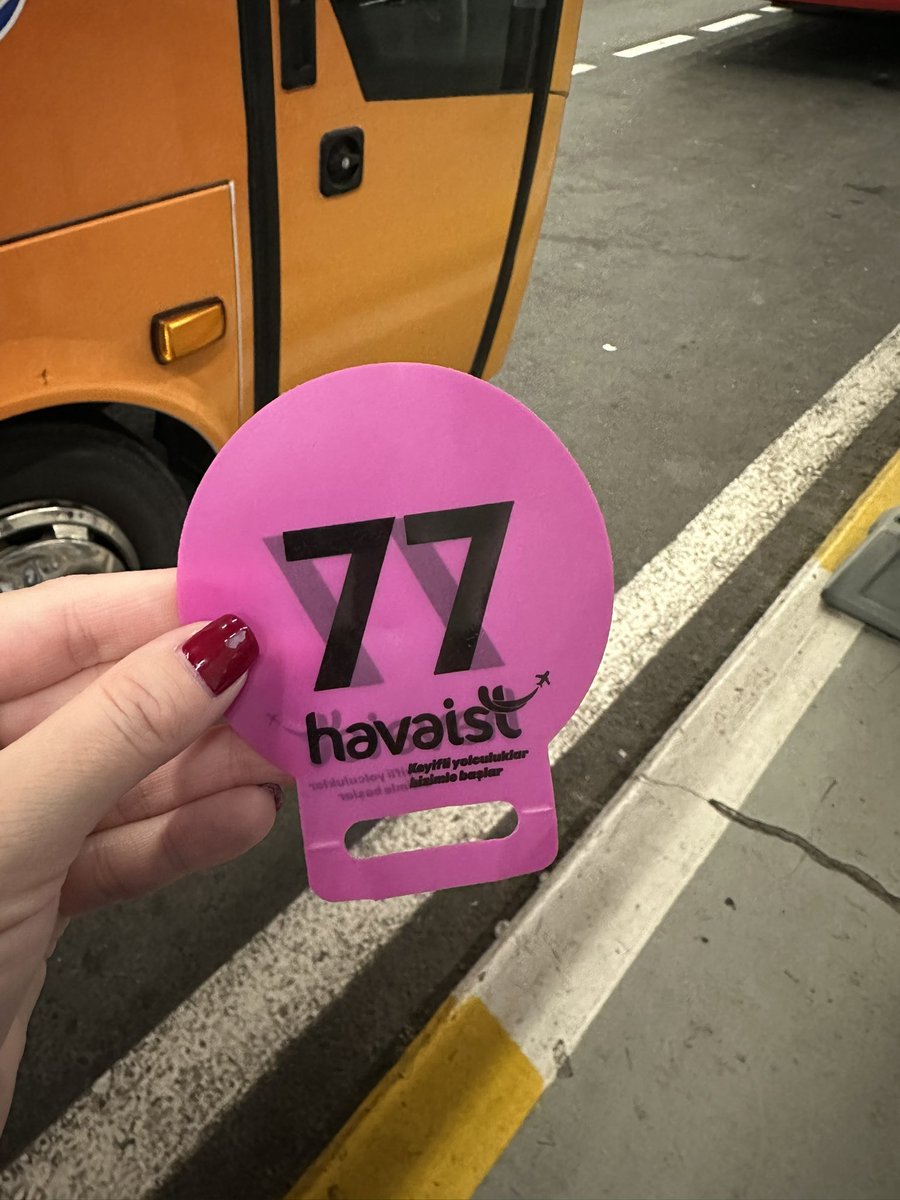 77
havaist
Keyifli yolculuklar
bizimle başlar